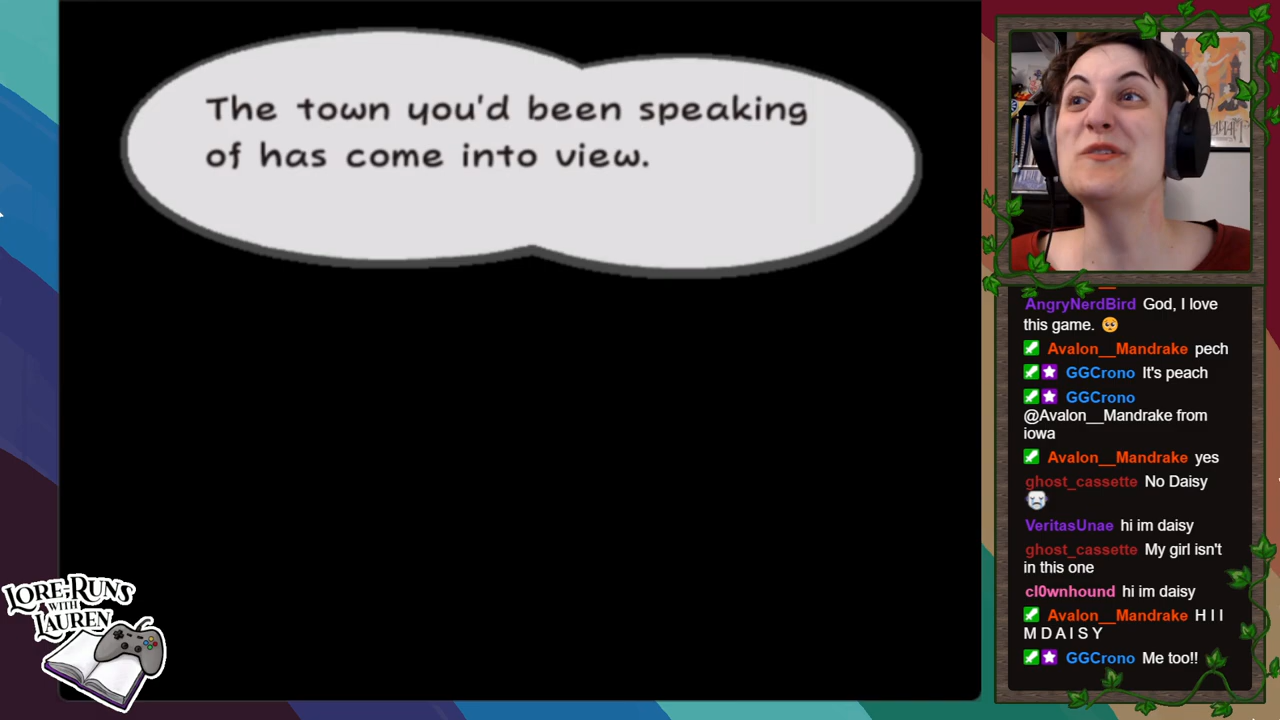 The town you'd been speaking
of has come into view.
AngryNerdBird God, I love
this game. 🥺
Avalon__Mandrake pech
GGCrono It's peach
GGCrono
@Avalon__Mandrake from
iowa
Avalon__Mandrake yes
ghost_cassette No Daisy
VeritasUnae hi im daisy
ghost_cassette My girl isn't
in this one
cl0wnhound hi im daisy
Avalon__Mandrake H I I
M D A I S Y
GGCrono Me too!!
LORE-RUNS
WITH
LAUREN